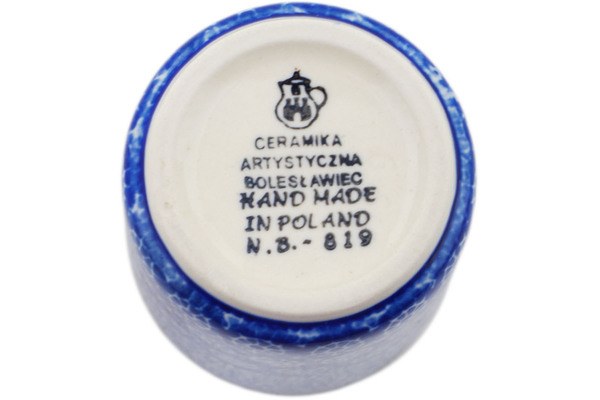 CERAMIKA
ARTYSTYCZNA
BOLESŁAWIEC
HAND MADE
IN POLAND
N.B.- 819